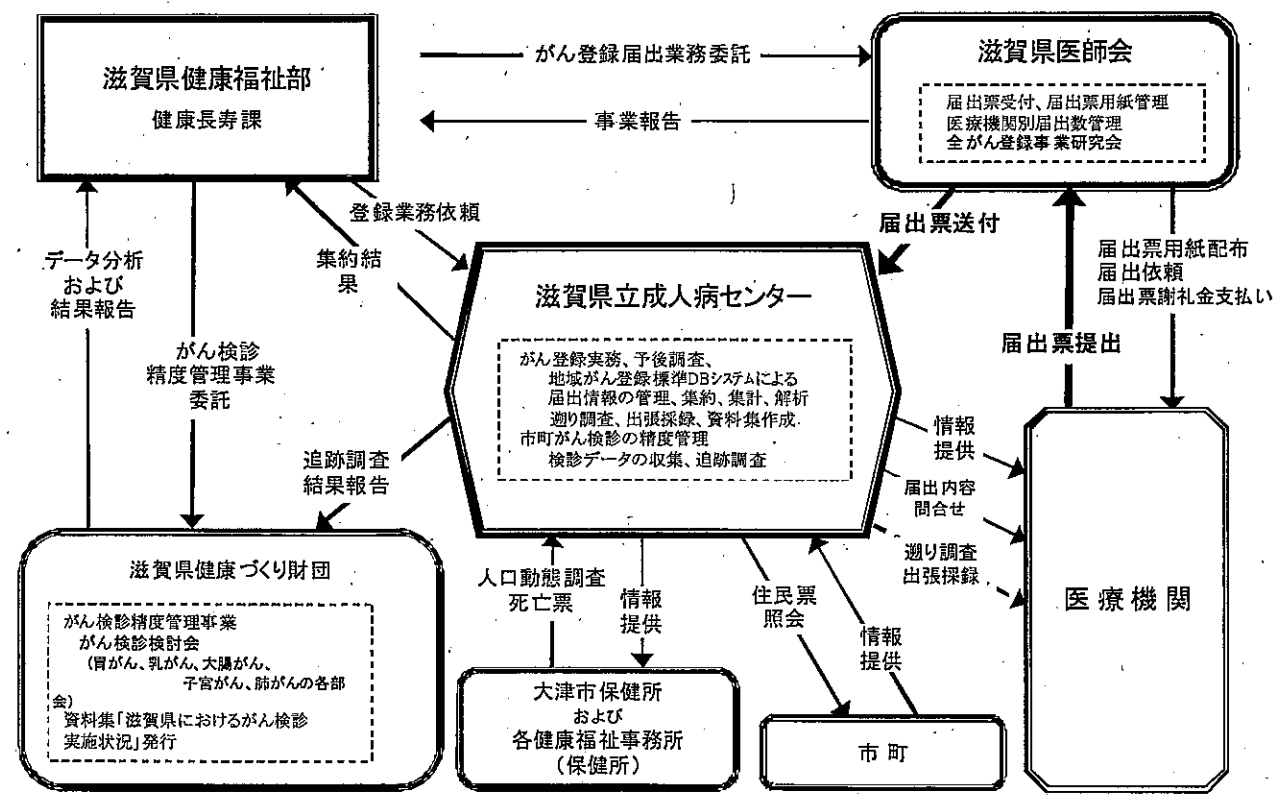 滋賀県健康福祉部
健康長寿課
がん登録届出業務委託
事業報告
滋賀県医師会
届出票受付、届出票用紙管理
医療機関別届出数管理
全がん登録事業研究会
登録業務依頼
集約結
果
届出票送付
データ分析
および
結果報告
がん検診
精度管理事業
委託
届出票用紙配布
届出依頼
届出票謝礼金支払い
届出票提出
滋賀県立成人病センター
がん登録実務、予後調査、
地域がん登録標準DBシステムによる
届出情報の管理、集約、集計、解析
遡り調査、出張採録、資料集作成
市町がん検診の精度管理
検診データの収集、追跡調査
追跡調査
結果報告
情報
提供
届出内容
問合せ
遡り調査
出張採録
医療機関
滋賀県健康づくり財団
がん検診精度管理事業
がん検診検討会
(胃がん、乳がん、大腸がん、
子宮がん、肺がんの各部
会)
資料集「滋賀県におけるがん検診
実施状況」発行
人口動態調査
死亡票
情報
提供
住民票
照会
情報
提供
大津市保健所
および
各健康福祉事務所
(保健所)
市町